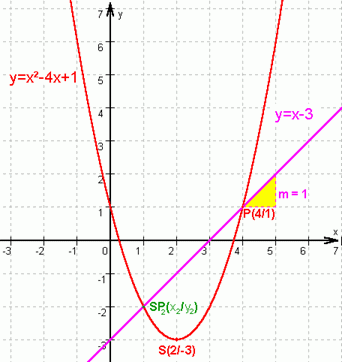 7
y
6
y=x²-4x+1
5
4
3
y=x-3
2
m = 1
1
P(4/1)
x
-3 -2 -1 0 1 2 3 4 5 6 7
-1
-2
SP₂(x₂/y₂)
-3
S(2/-3)